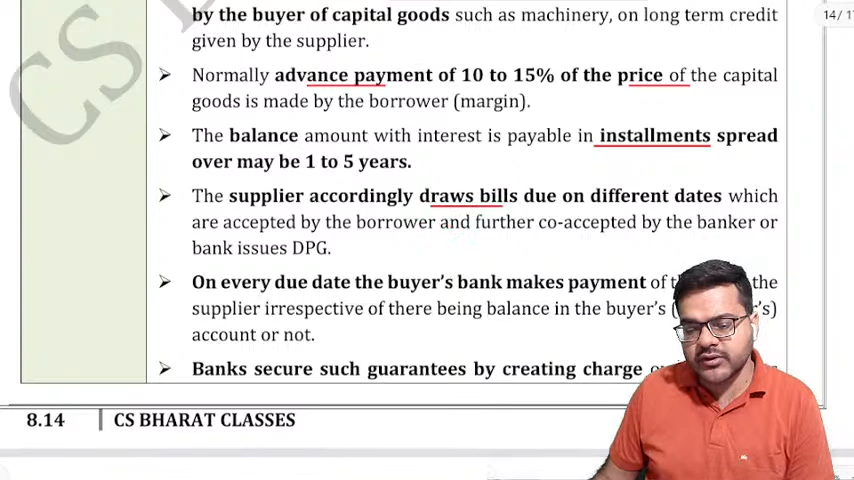 14/1
by the buyer of capital goods such as machinery, on long term credit
given by the supplier.
➤ Normally advance payment of 10 to 15% of the price of the capital
goods is made by the borrower (margin).
➤ The balance amount with interest is payable in installments spread
over may be 1 to 5 years.
➤ The supplier accordingly draws bills due on different dates which
are accepted by the borrower and further co-accepted by the banker or
bank issues DPG.
➤ On every due date the buyer's bank makes payment of the
supplier irrespective of there being balance in the buyer's
account or not.
➤ Banks secure such guarantees by creating charge
8.14 CS BHARAT CLASSES
CS